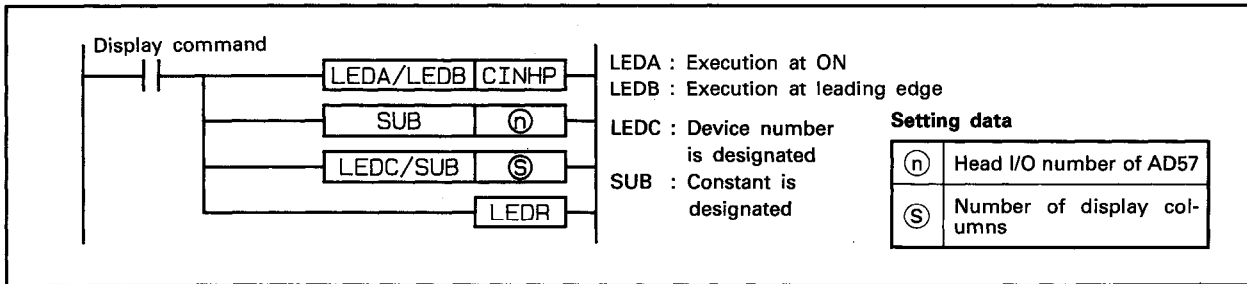 Display command
LEDA/LEDB CINHP
SUB ⓝ
LEDC/SUB Ⓢ
LEDR
LEDA : Execution at ON
LEDB : Execution at leading edge
LEDC : Device number
is designated
SUB : Constant is
designated
Setting data
ⓝ Head I/O number of AD57
Ⓢ Number of display col-
umns